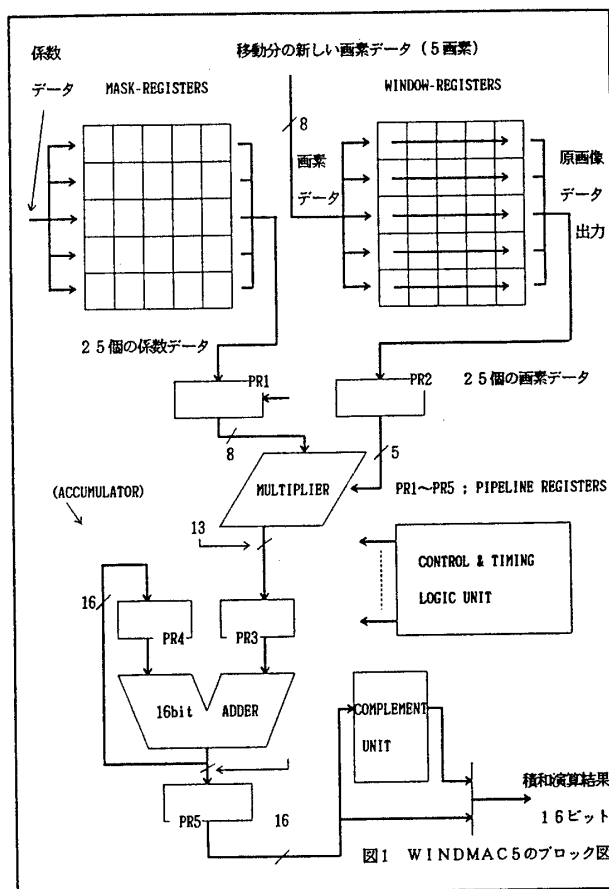 係数
データ
移動分の新しい画素データ (5画素)
MASK-REGISTERS
WINDOW-REGISTERS
8
画素
データ
原画像
データ
出力
25個の係数データ
PR1
PR2
25個の画素データ
8
5
MULTIPLIER
PR1~PR5 ; PIPELINE REGISTERS
(ACCUMULATOR)
13
CONTROL & TIMING
LOGIC UNIT
16
PR4
PR3
16bit ADDER
COMPLEMENT
UNIT
PR5
16
積和演算結果
16ビット
図1 WINDMAC5のブロック図